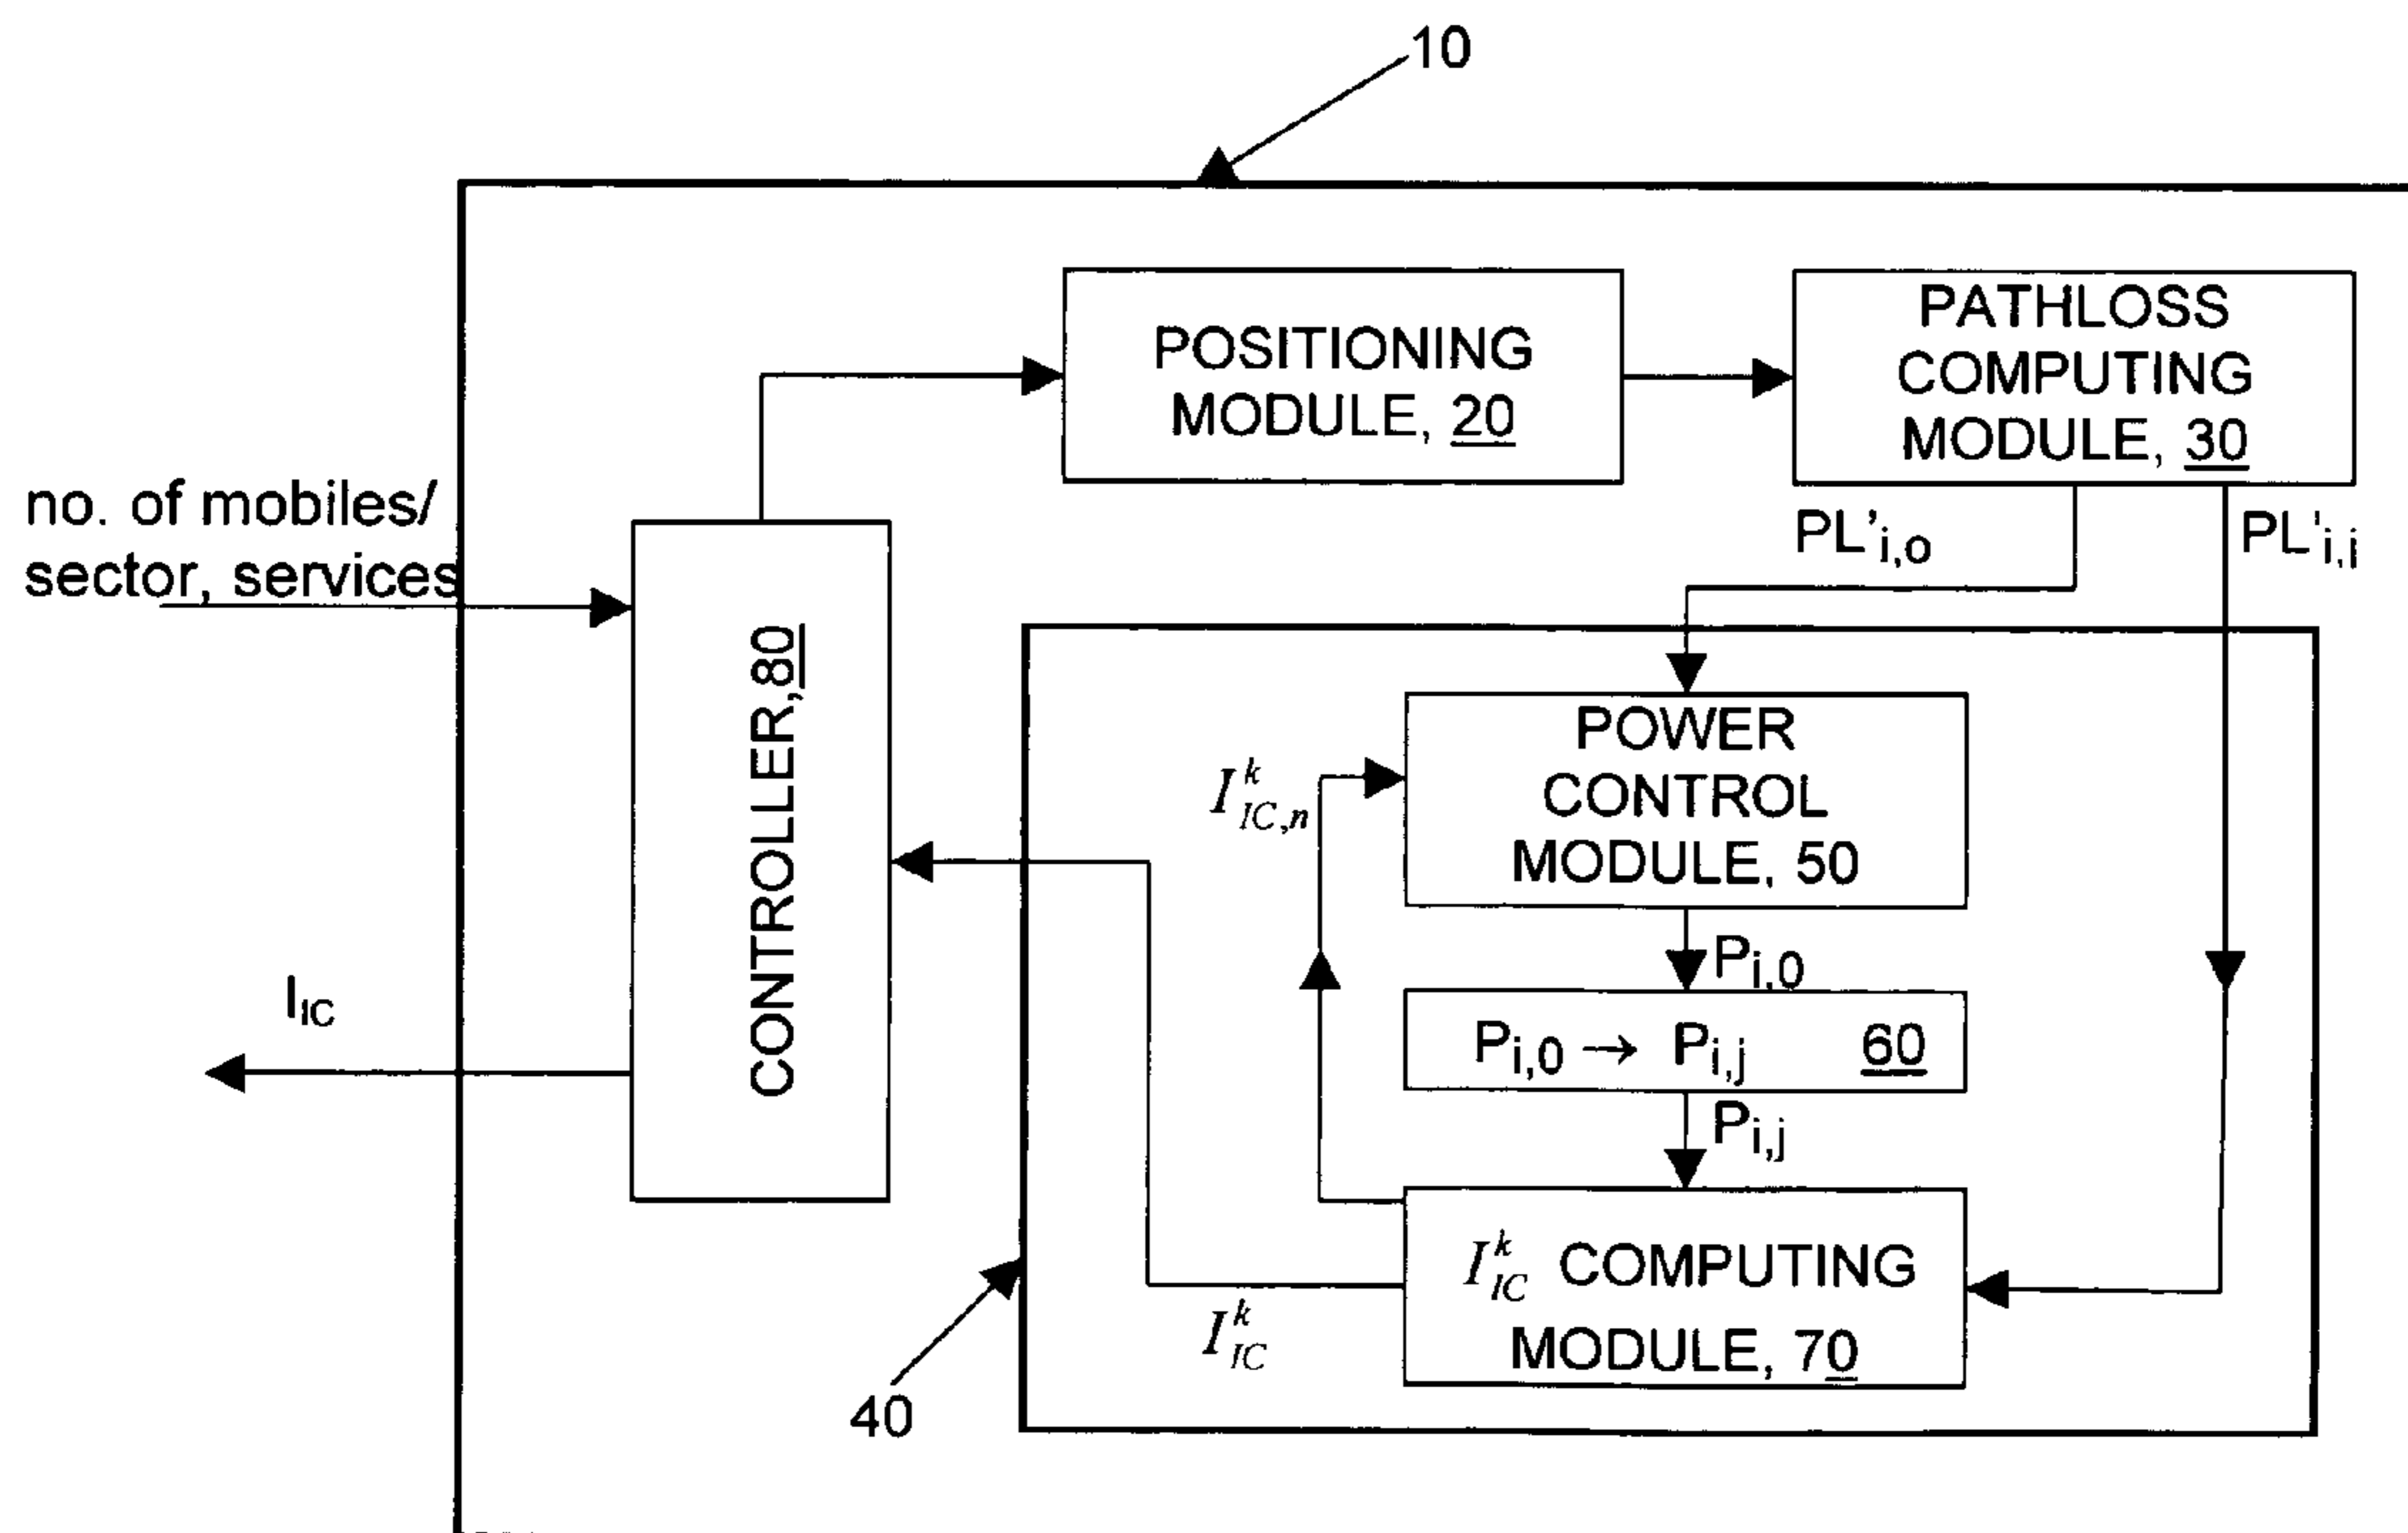 10
POSITIONING
MODULE, 20
PATHLOSS
COMPUTING
MODULE, 30
no. of mobiles/
sector, services
PL’i,o
PL'i,j
CONTROLLER,80
POWER
CONTROL
MODULE, 50
I^k_IC,n
Pi,0
IIC
Pi,0 → Pi,j 60
Pi,j
I^k_IC COMPUTING
MODULE, 70
I^k_IC
40